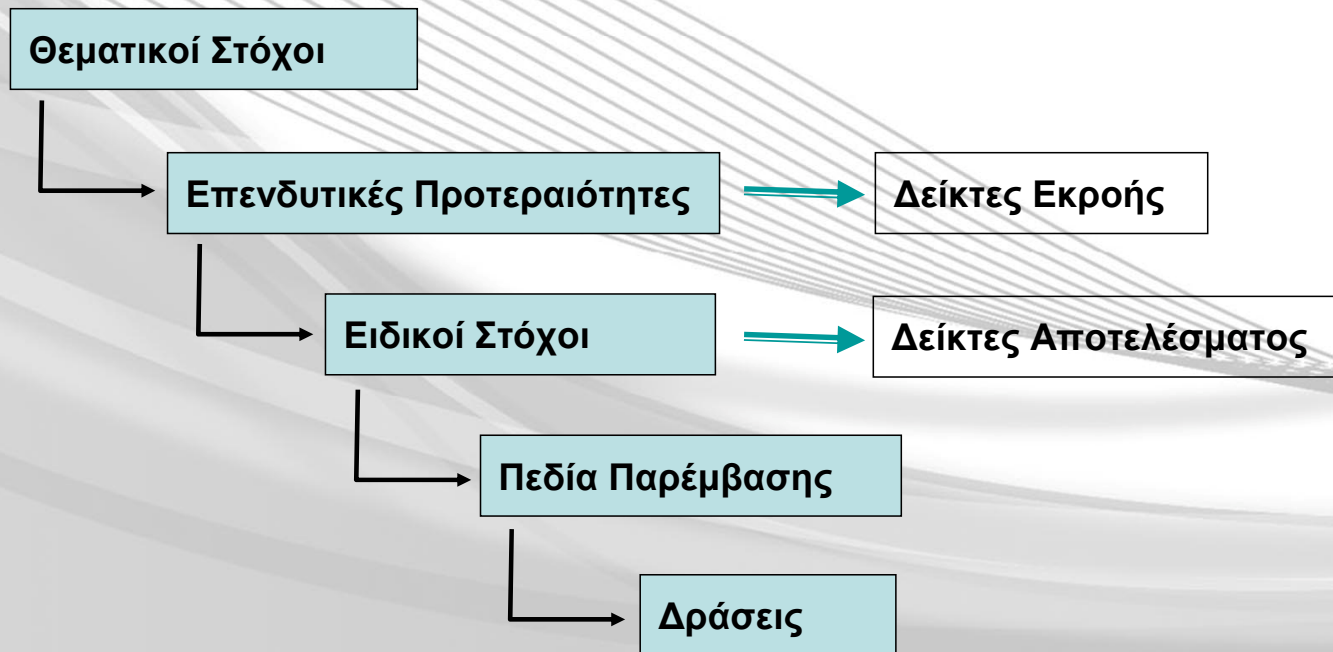 Θεματικοί Στόχοι
Επενδυτικές Προτεραιότητες
Δείκτες Εκροής
Ειδικοί Στόχοι
Δείκτες Αποτελέσματος
Πεδία Παρέμβασης
Δράσεις